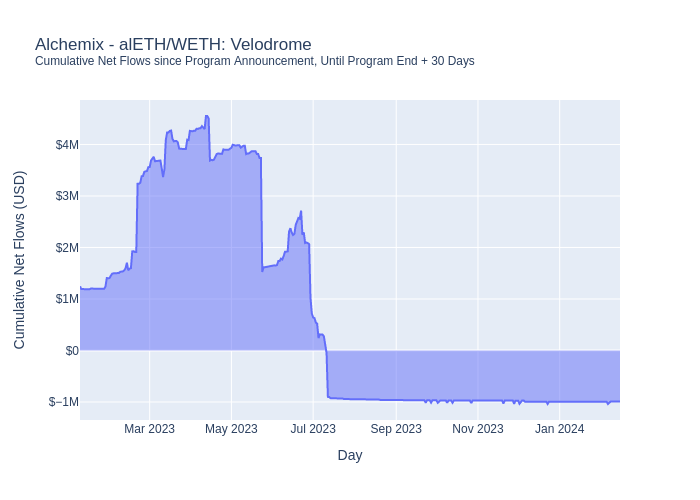 Alchemix - alETH/WETH: Velodrome
Cumulative Net Flows since Program Announcement, Until Program End + 30 Days
Cumulative Net Flows (USD)
$4M
$3M
$2M
$1M
$0
$−1M
Mar 2023
May 2023
Jul 2023
Sep 2023
Nov 2023
Jan 2024
Day